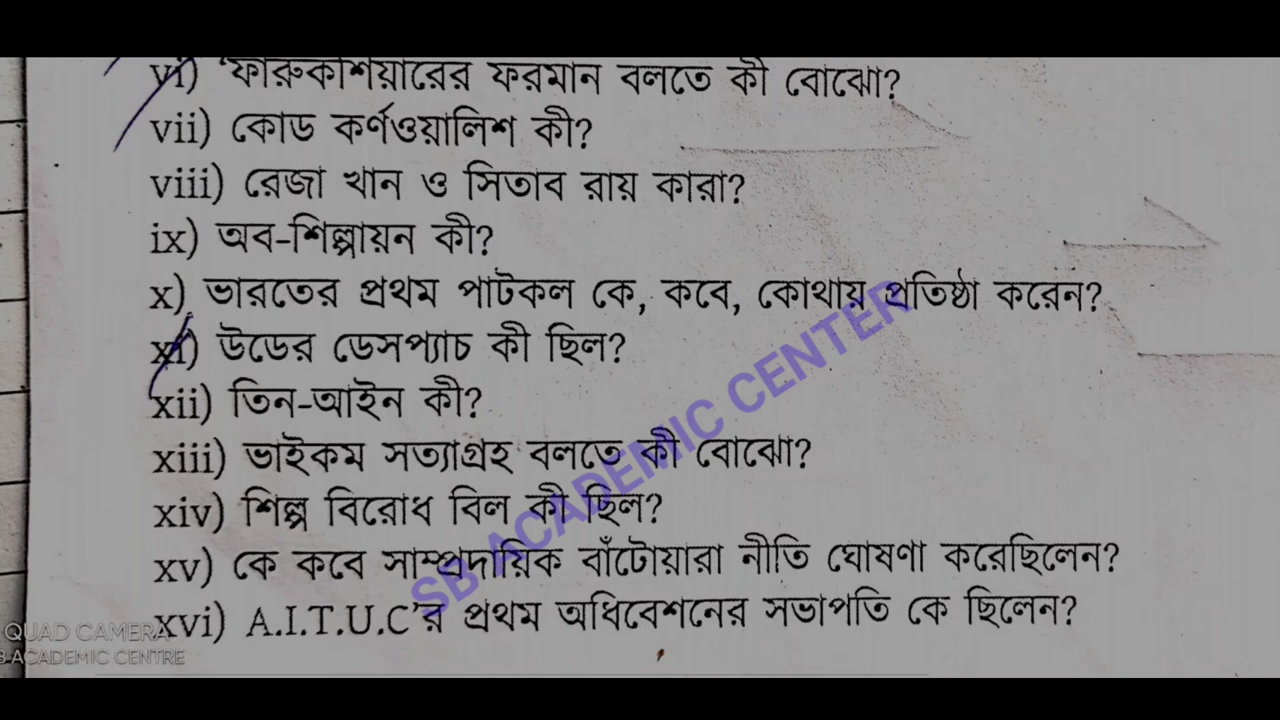 vi) 'ফারুকশিয়ারের ফরমান বলতে কী বোঝো?
vii) কোড কর্ণওয়ালিশ কী?
viii) রেজা খান ও সিতাব রায় কারা?
ix) অব-শিল্পায়ন কী?
x) ভারতের প্রথম পাটকল কে, কবে, কোথায় প্রতিষ্ঠা করেন?
xi) উডের ডেসপ্যাচ কী ছিল?
xii) তিন-আইন কী?
xiii) ভাইকম সত্যাগ্রহ বলতে কী বোঝো?
xiv) শিল্প বিরোধ বিল কী ছিল?
xv) কে কবে সাম্প্রদায়িক বাঁটোয়ারা নীতি ঘোষণা করেছিলেন?
xvi) A.I.T.U.C'র প্রথম অধিবেশনের সভাপতি কে ছিলেন?
SB ACADEMIC CENTER
QUAD CAMERA
B ACADEMIC CENTRE